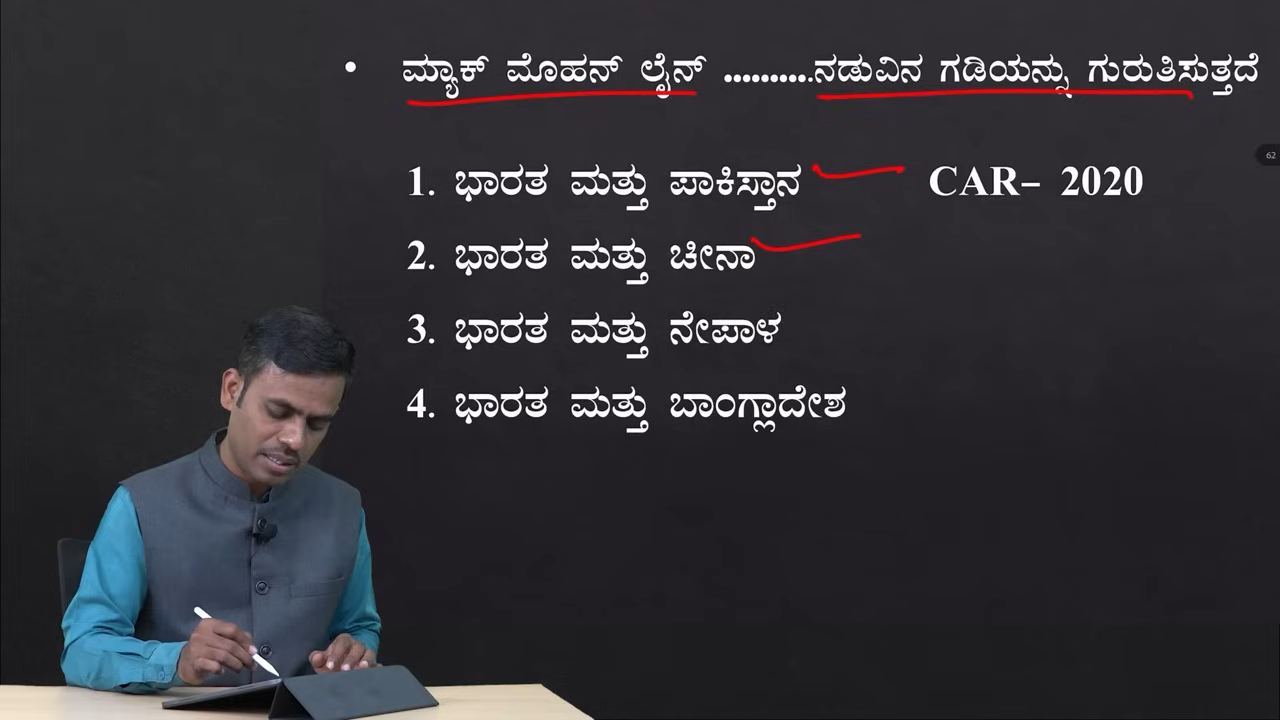 • ಮ್ಯಾಕ್ ಮೊಹನ್ ಲೈನ್ ..........ನಡುವಿನ ಗಡಿಯನ್ನು ಗುರುತಿಸುತ್ತದೆ
1. ಭಾರತ ಮತ್ತು ಪಾಕಿಸ್ತಾನ CAR– 2020
2. ಭಾರತ ಮತ್ತು ಚೀನಾ
3. ಭಾರತ ಮತ್ತು ನೇಪಾಳ
4. ಭಾರತ ಮತ್ತು ಬಾಂಗ್ಲಾದೇಶ
62